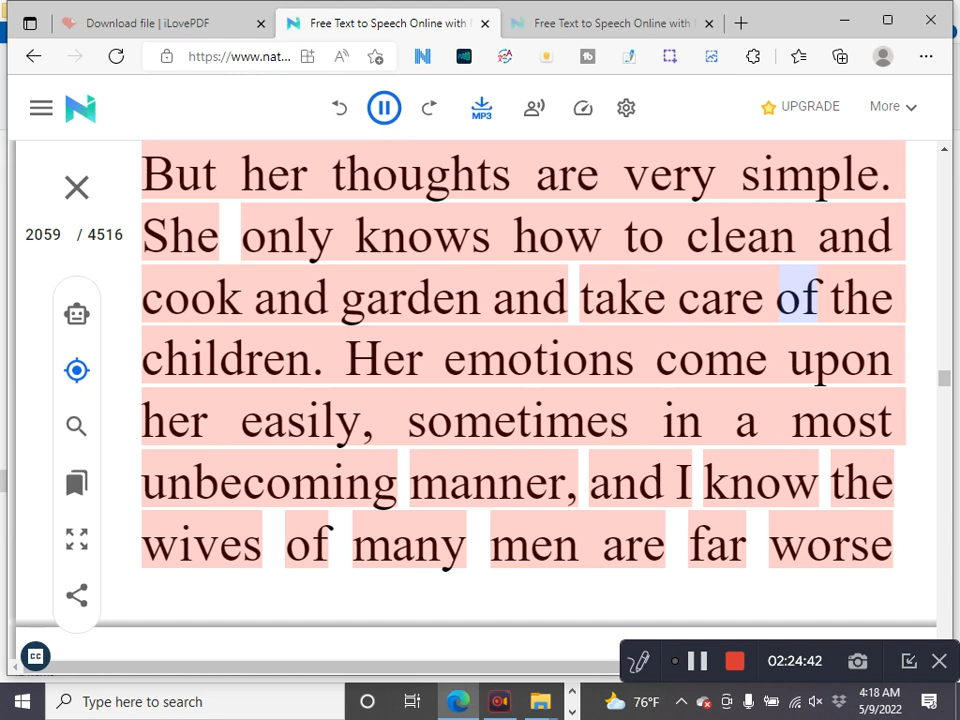 Download file | iLovePDF
Free Text to Speech Online with
Free Text to Speech Online with
https://www.nat...
UPGRADE
More
MP3
2059 / 4516
But her thoughts are very simple.
She only knows how to clean and
cook and garden and take care of the
children. Her emotions come upon
her easily, sometimes in a most
unbecoming manner, and I know the
wives of many men are far worse
CC
02:24:42
Type here to search
76°F
4:18 AM
5/9/2022